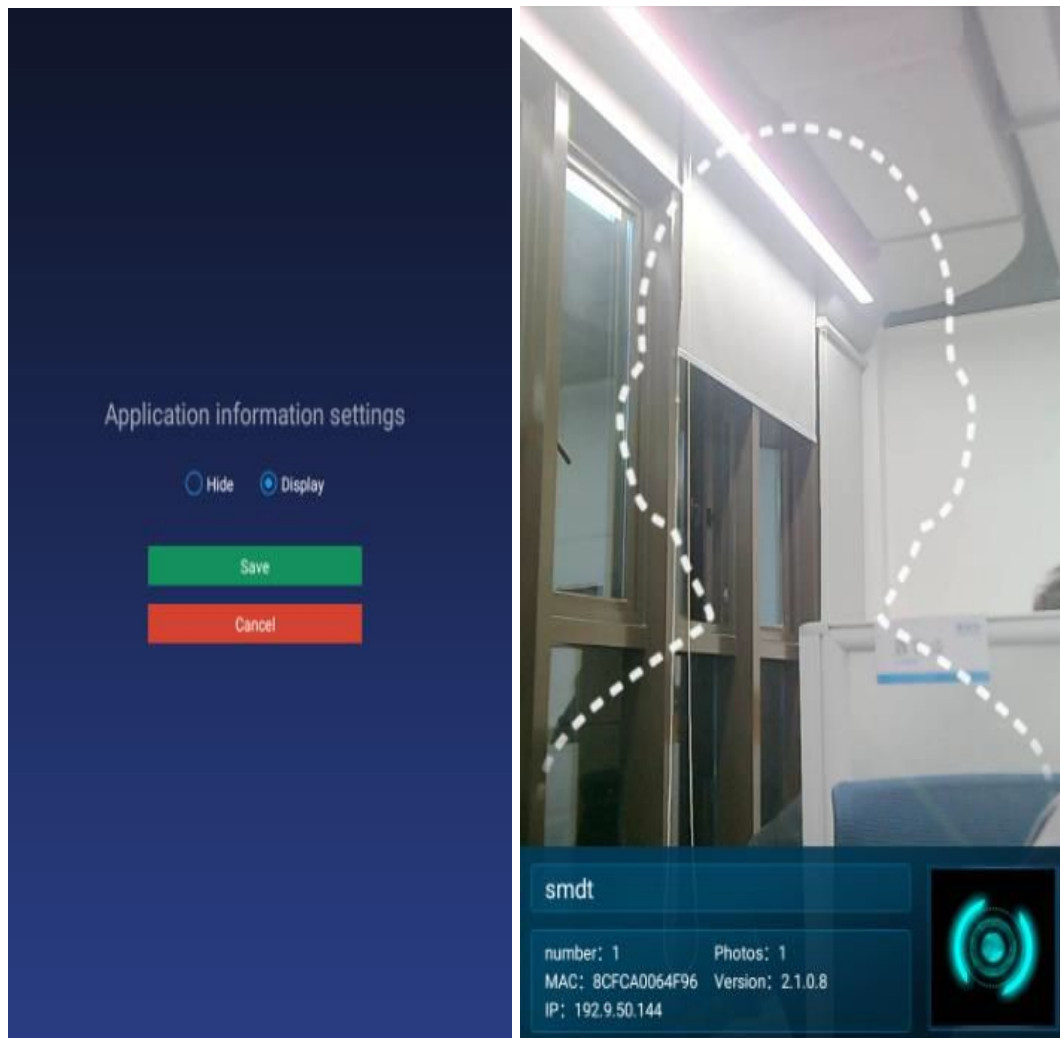 Application information settings
Hide Display
Save
Cancel
smdt
number：1 Photos：1
MAC：8CFCA0064F96 Version：2.1.0.8
IP：192.9.50.144